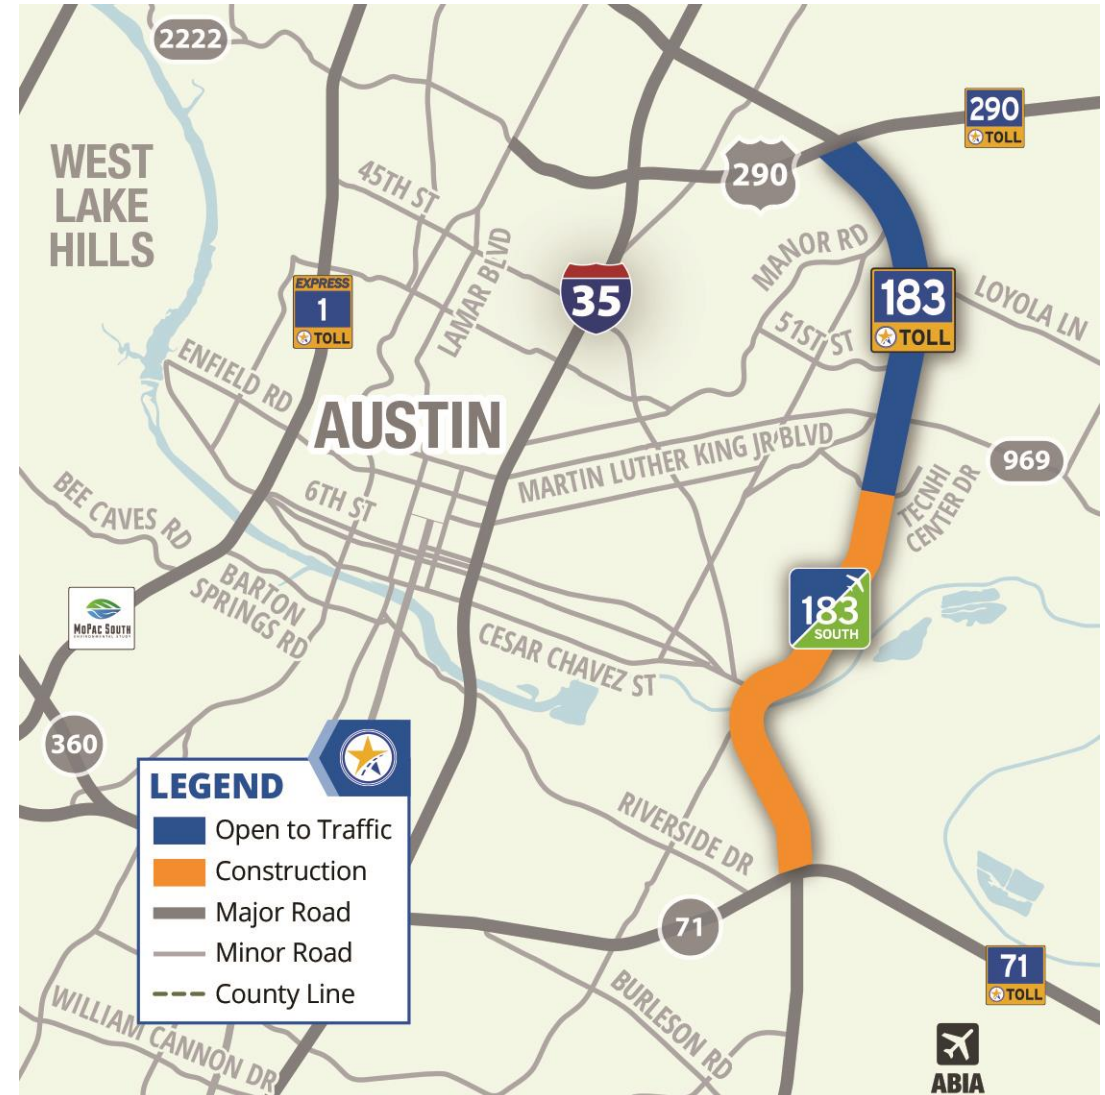 2222
290
TOLL
WEST
LAKE
HILLS
45TH ST
290
MANOR RD
LAMAR BLVD
EXPRESS
1
TOLL
35
183
TOLL
LOYOLA LN
51ST ST
ENFIELD RD
AUSTIN
MARTIN LUTHER KING JR BLVD
969
BEE CAVES RD
6TH ST
TECNHI
CENTER DR
BARTON
SPRINGS RD
MoPac South
ENVIRONMENTAL STUDY
183
SOUTH
CESAR CHAVEZ ST
360
LEGEND
Open to Traffic
Construction
Major Road
Minor Road
County Line
RIVERSIDE DR
71
71
TOLL
BURLESON RD
WILLIAM CANNON DR
ABIA